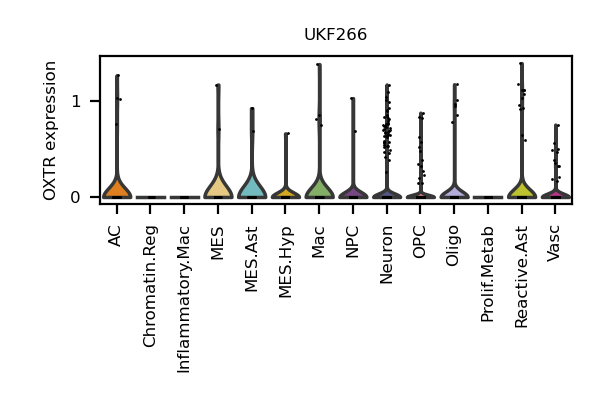 UKF266
OXTR expression
1
0
AC
Chromatin.Reg
Inflammatory.Mac
MES
MES.Ast
MES.Hyp
Mac
NPC
Neuron
OPC
Oligo
Prolif.Metab
Reactive.Ast
Vasc